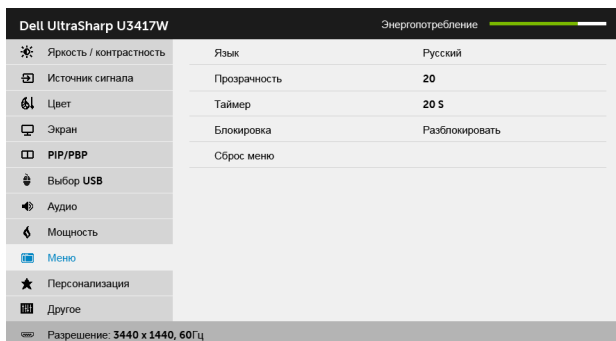 Dell UltraSharp U3417W
Энергопотребление
Яркость / контрастность
Язык
Русский
Источник сигнала
Прозрачность
20
Цвет
Таймер
20 S
Экран
Блокировка
Разблокировать
PIP/PBP
Сброс меню
Выбор USB
Аудио
Мощность
Меню
Персонализация
Другое
Разрешение: 3440 x 1440, 60Гц